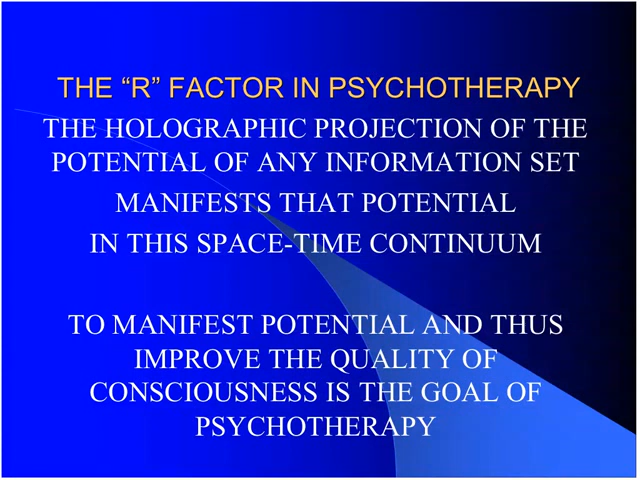 THE “R” FACTOR IN PSYCHOTHERAPY
THE HOLOGRAPHIC PROJECTION OF THE
POTENTIAL OF ANY INFORMATION SET
MANIFESTS THAT POTENTIAL
IN THIS SPACE-TIME CONTINUUM
TO MANIFEST POTENTIAL AND THUS
IMPROVE THE QUALITY OF
CONSCIOUSNESS IS THE GOAL OF
PSYCHOTHERAPY